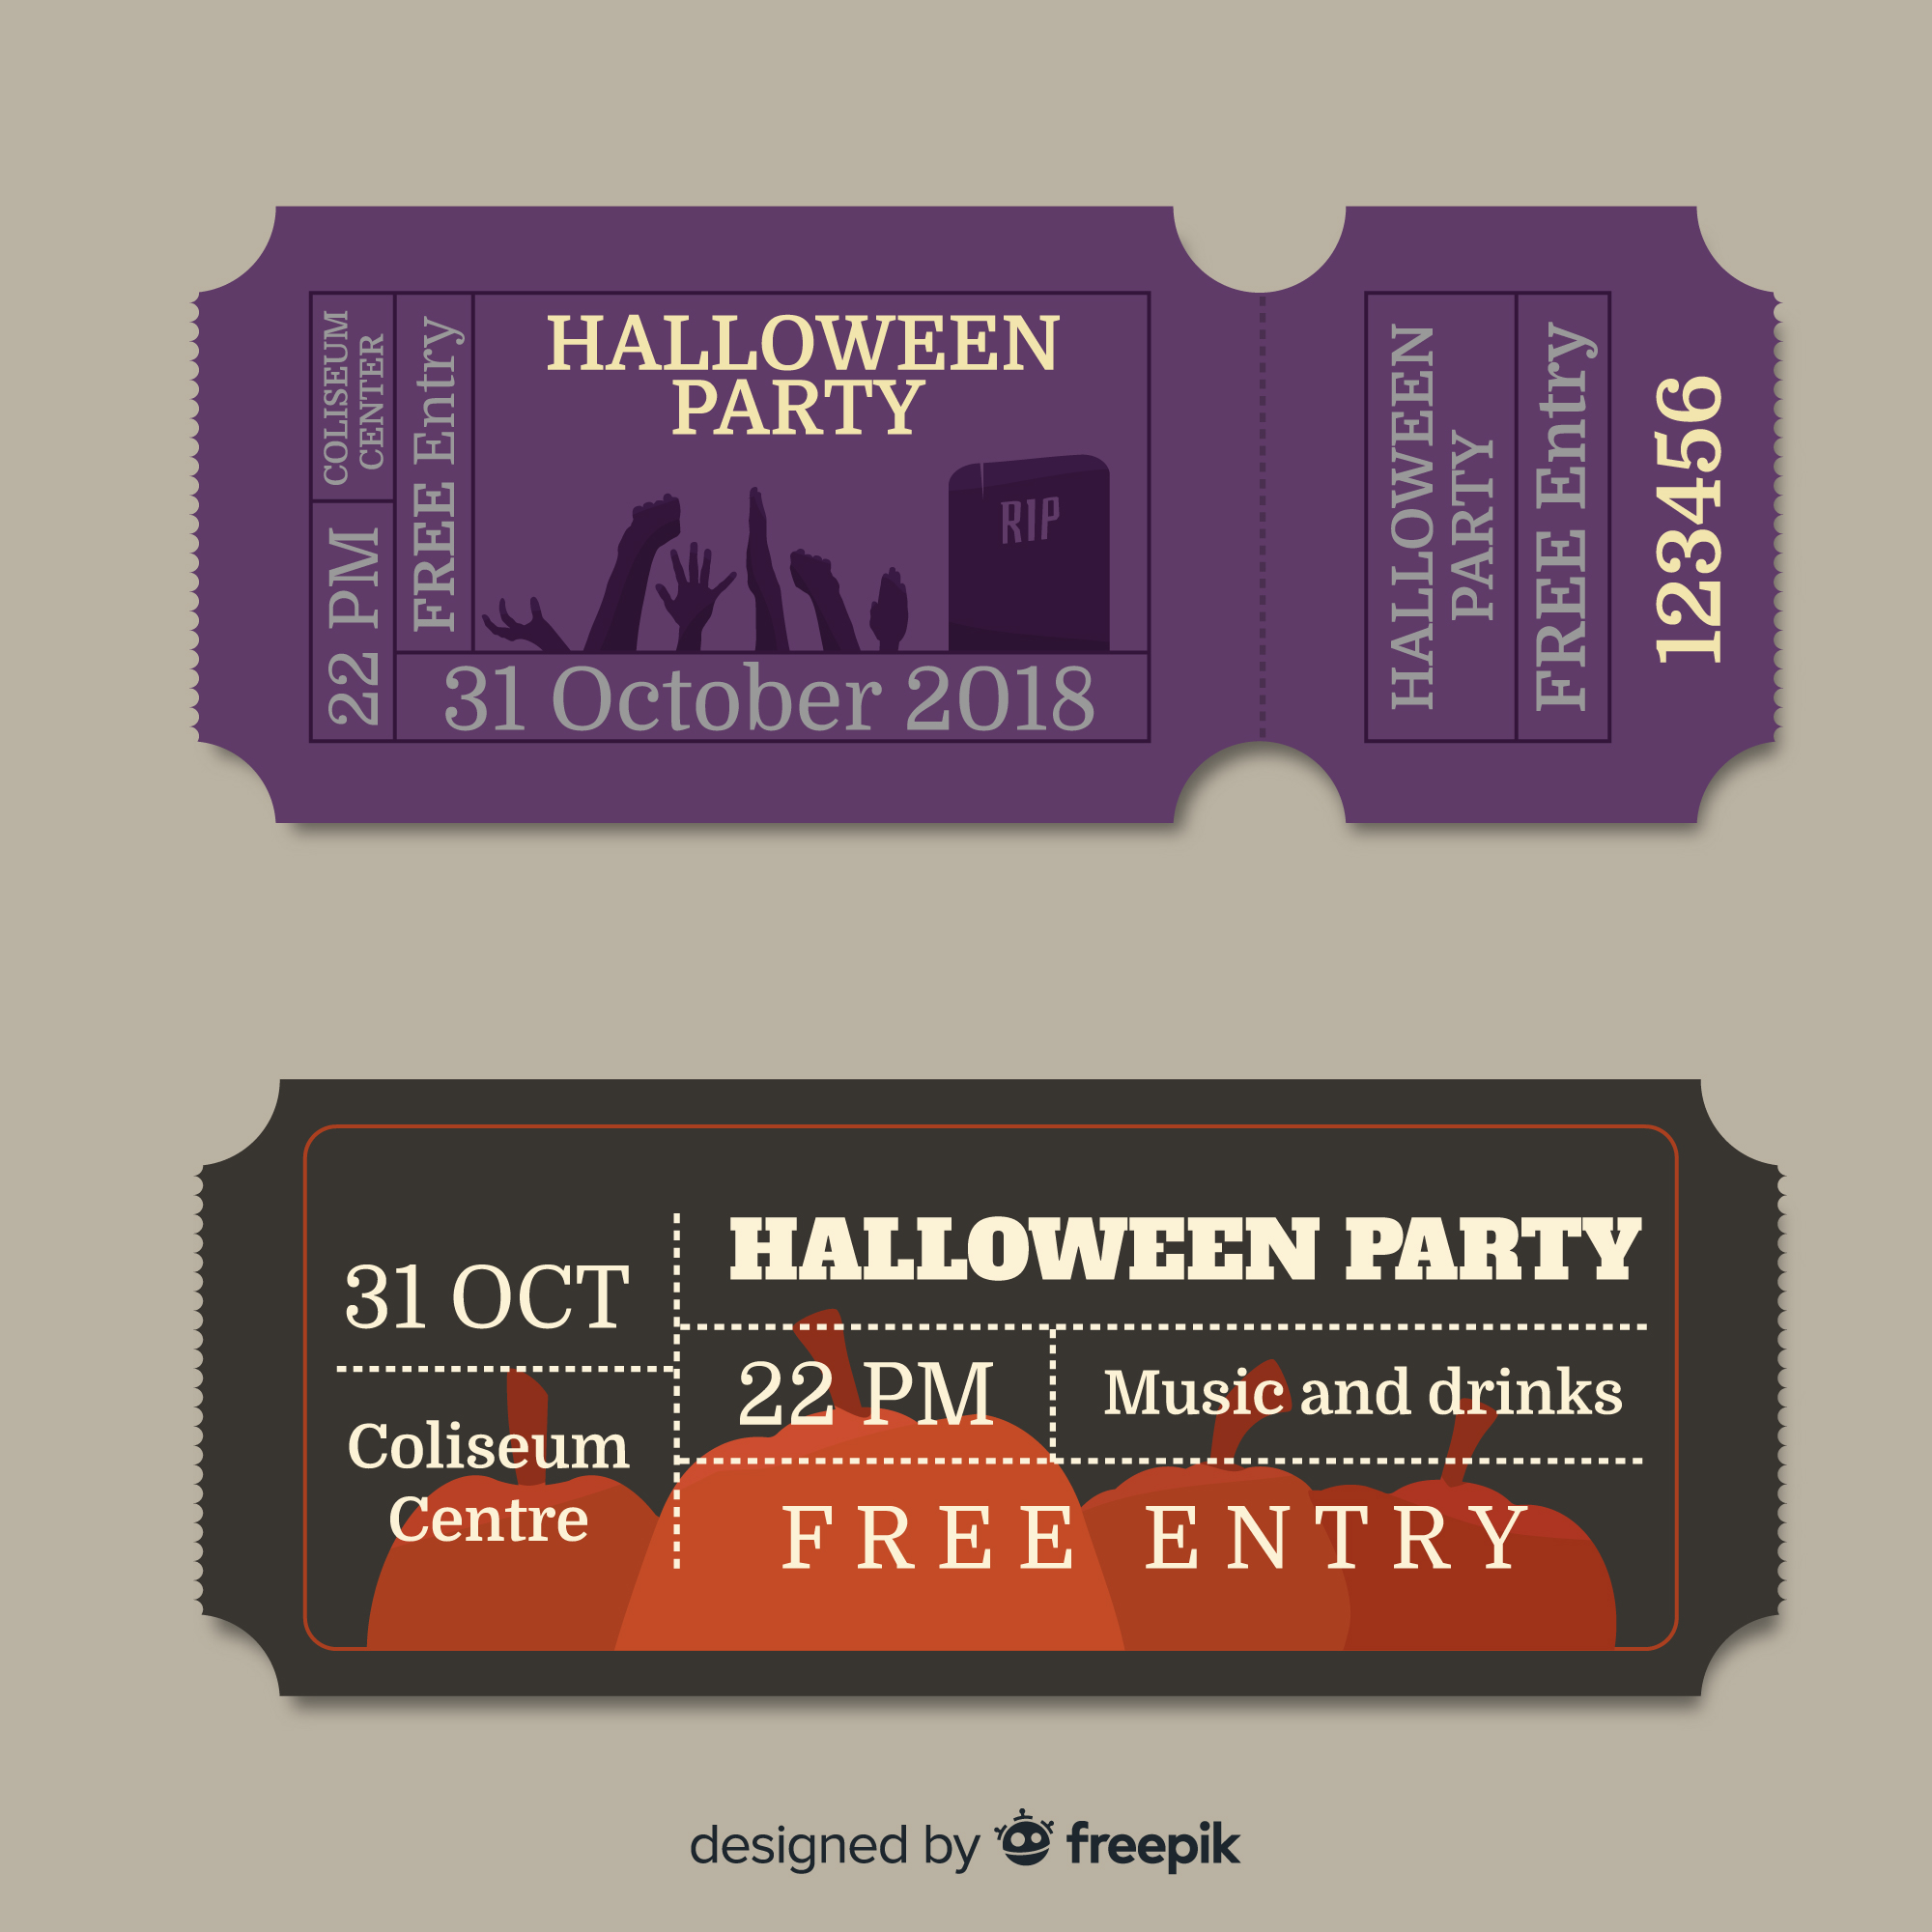 COLISEUM
CENTER
22 PM
FREE Entry
HALLOWEEN
PARTY
RIP
31 October 2018
HALLOWEEN
PARTY
FREE Entry
123456
31 OCT
Coliseum
Centre
HALLOWEEN PARTY
22 PM
Music and drinks
FREE ENTRY
designed by freepik